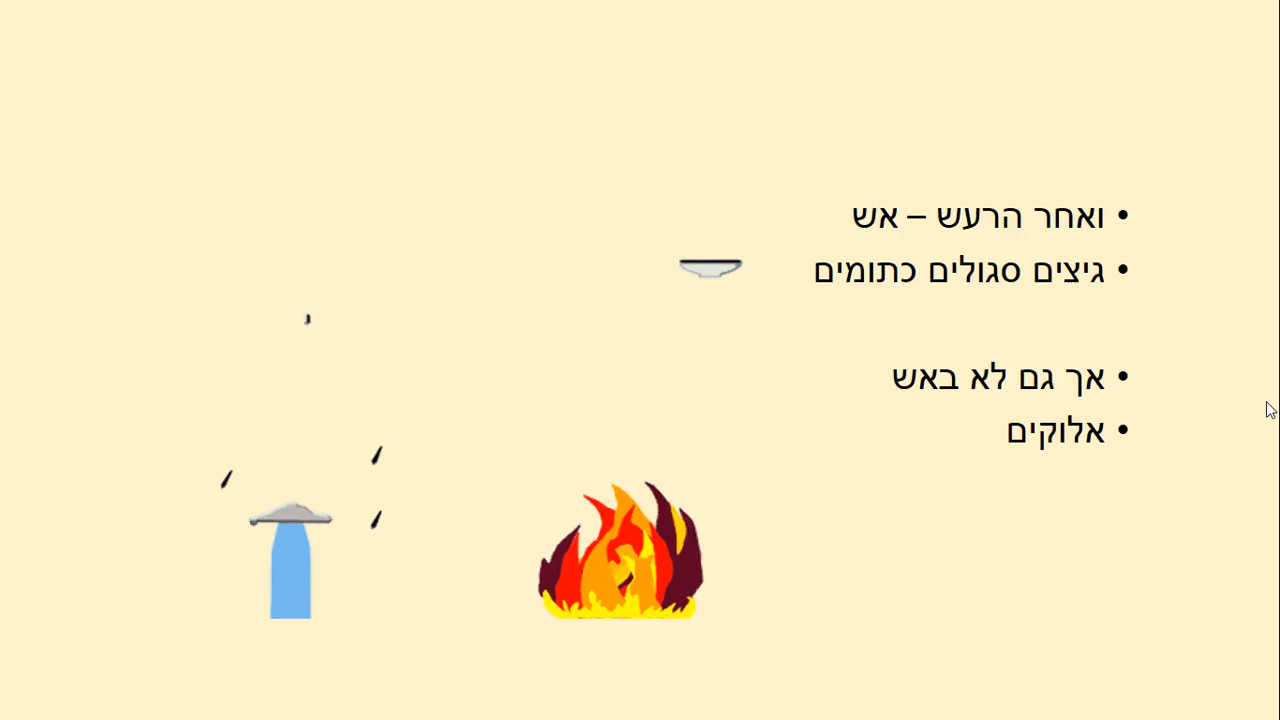 • ואחר הרעש – אש
• גיצים סגולים כתומים
• אך גם לא באש
• אלוקים